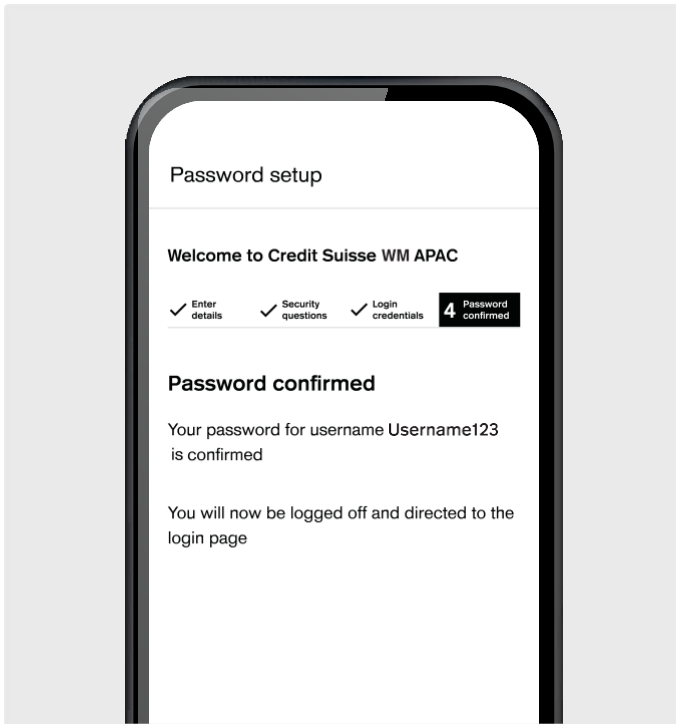 Password setup
Welcome to Credit Suisse WM APAC
Enter
details
Security
questions
Login
credentials
4 Password
confirmed
Password confirmed
Your password for username Username123
is confirmed
You will now be logged off and directed to the
login page